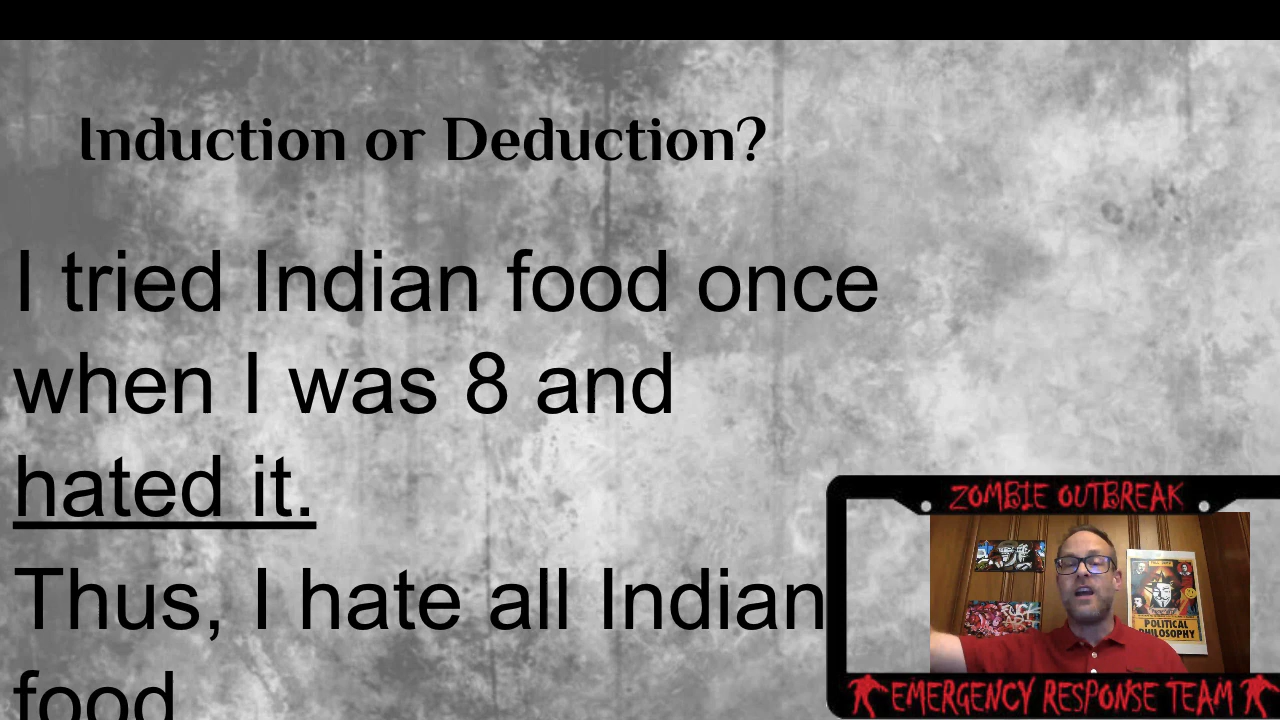 Induction or Deduction?
I tried Indian food once
when I was 8 and
hated it.
Thus, I hate all Indian
food
ZOMBIE OUTBREAK
POLITICAL
PHILOSOPHY
EMERGENCY RESPONSE TEAM